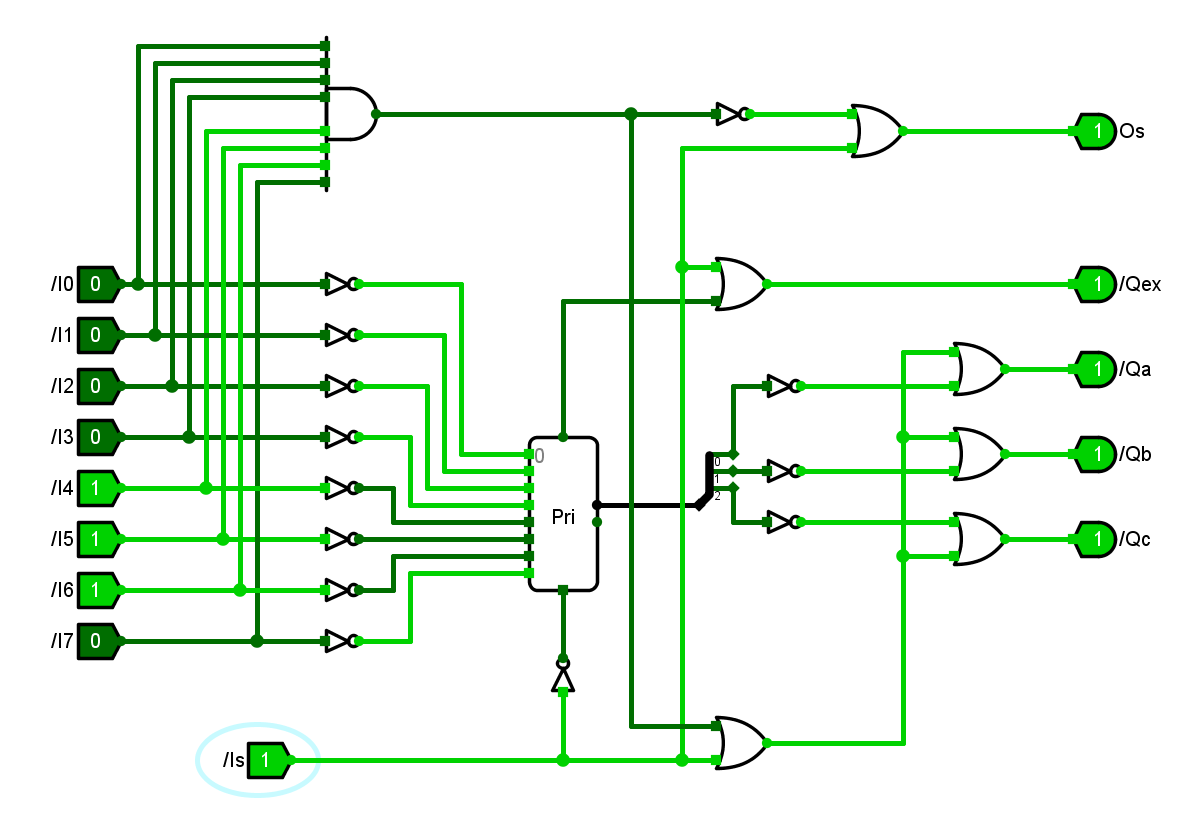 1 Os
/I0 0
1 /Qex
/I1 0
1 /Qa
/I2 0
/I3 0
0
0
1 /Qb
1
/I4 1
2
Pri
/I5 1
1 /Qc
/I6 1
/I7 0
/Is 1